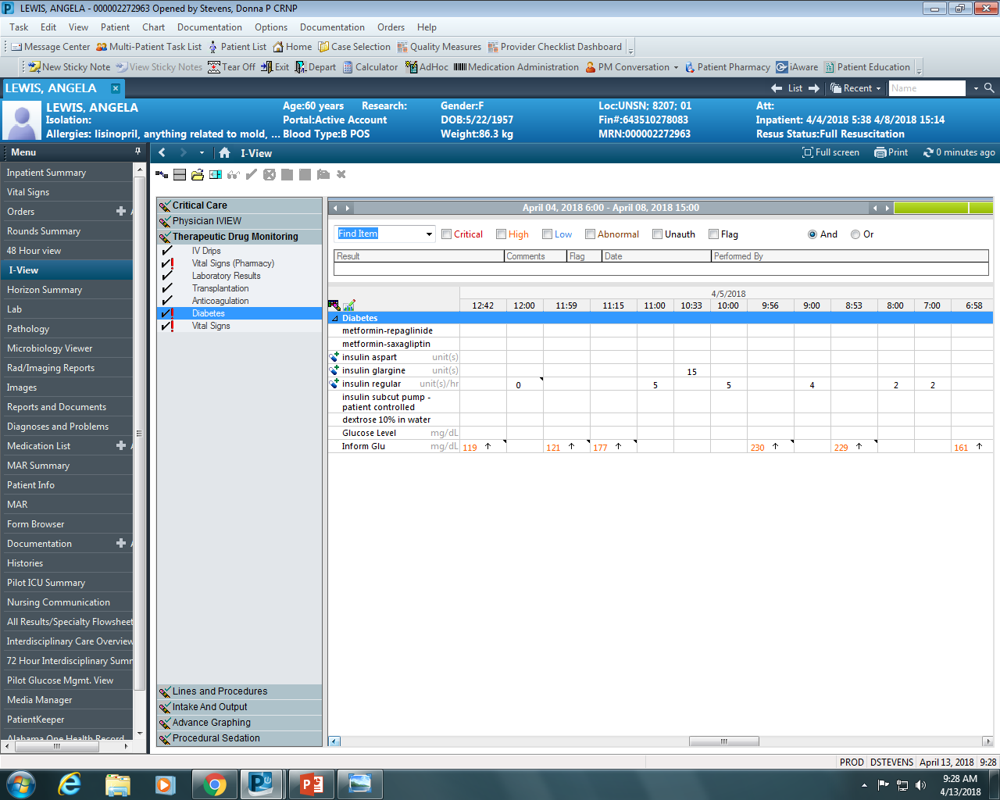 LEWIS, ANGELA - 000002272963 Opened by Stevens, Donna P CRNP
Task Edit View Patient Chart Documentation Options Documentation Orders Help
Message Center Multi-Patient Task List Patient List Home Case Selection Quality Measures Provider Checklist Dashboard
New Sticky Note View Sticky Notes Tear Off Exit Depart Calculator AdHoc Medication Administration PM Conversation Patient Pharmacy iAware Patient Education
LEWIS, ANGELA List Recent Name
LEWIS, ANGELA Age:60 years Research: Gender:F Loc:UNSN; 8207; 01 Att:
Isolation: Portal:Active Account DOB:5/22/1957 Fin#:643510278083 Inpatient: 4/4/2018 5:38 4/8/2018 15:14
Allergies: lisinopril, anything related to mold, ... Blood Type:B POS Weight:86.3 kg MRN:000002272963 Resus Status:Full Resuscitation
Menu
I-View Full screen Print 0 minutes ago
Inpatient Summary
Vital Signs
Orders
Rounds Summary
48 Hour view
I-View
Horizon Summary
Lab
Pathology
Microbiology Viewer
Rad/Imaging Reports
Images
Reports and Documents
Diagnoses and Problems
Medication List
MAR Summary
Patient Info
MAR
Form Browser
Documentation
Histories
Pilot ICU Summary
Nursing Communication
All Results/Specialty Flowsheet
Interdisciplinary Care Overview
72 Hour Interdisciplinary Summ
Pilot Glucose Mgmt. View
Media Manager
PatientKeeper
Alabama One Health Record
Critical Care
Physician IVIEW
Therapeutic Drug Monitoring
IV Drips
Vital Signs (Pharmacy)
Laboratory Results
Transplantation
Anticoagulation
Diabetes
Vital Signs
Lines and Procedures
Intake And Output
Advance Graphing
Procedural Sedation
April 04, 2018 6:00 - April 08, 2018 15:00
Find Item Critical High Low Abnormal Unauth Flag And Or
Result Comments Flag Date Performed By
4/5/2018
12:42 12:00 11:59 11:15 11:00 10:33 10:00 9:56 9:00 8:53 8:00 7:00 6:58
Diabetes
metformin-repaglinide
metformin-saxagliptin
insulin aspart unit(s)
insulin glargine unit(s) 15
insulin regular unit(s)/hr 0 5 5 4 2 2
insulin subcut pump -
patient controlled
dextrose 10% in water
Glucose Level mg/dL
Inform Glu mg/dL 119 ↑ 121 ↑ 177 ↑ 230 ↑ 229 ↑ 161 ↑
PROD DSTEVENS April 13, 2018 9:28
9:28 AM
4/13/2018